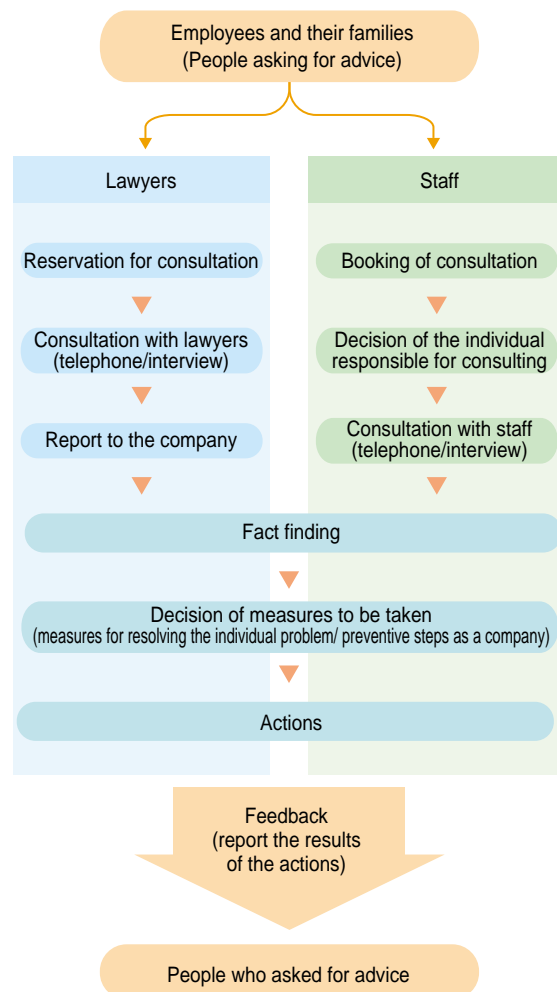 Employees and their families
(People asking for advice)
Lawyers
Reservation for consultation
Consultation with lawyers
(telephone/interview)
Report to the company
Staff
Booking of consultation
Decision of the individual
responsible for consulting
Consultation with staff
(telephone/interview)
Fact finding
Decision of measures to be taken
(measures for resolving the individual problem/ preventive steps as a company)
Actions
Feedback
(report the results
of the actions)
People who asked for advice